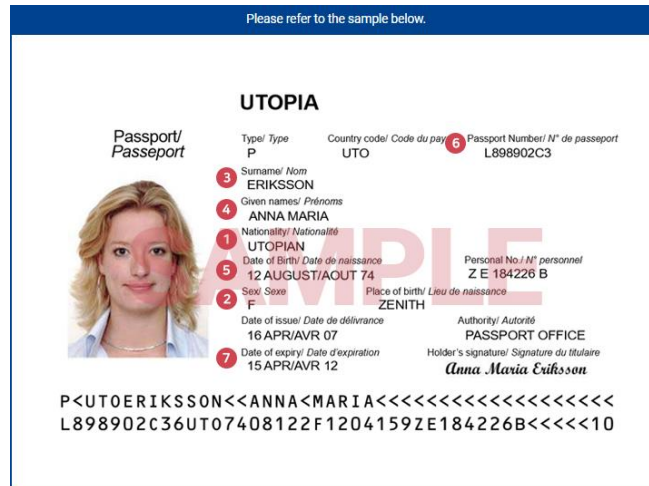 Please refer to the sample below.
UTOPIA
Passport/
Passeport
Type/ Type Country code/ Code du pay 6 Passport Number/ N° de passeport
P UTO L898902C3
3 Surname/ Nom
ERIKSSON
4 Given names/ Prénoms
ANNA MARIA
1 Nationality/ Nationalité
UTOPIAN
SAMPLE
5 Date of Birth/ Date de naissance Personal No./ N° personnel
12 AUGUST/AOUT 74 Z E 184226 B
2 Sex/ Sexe Place of birth/ Lieu de naissance
F ZENITH
Date of issue/ Date de délivrance Authority/ Autorité
16 APR/AVR 07 PASSPORT OFFICE
7 Date of expiry/ Date d'expiration Holder's signature/ Signature du titulaire
15 APR/AVR 12 Anna Maria Eriksson
P<UTOERIKSSON<<ANNA<MARIA<<<<<<<<<<<<<<<<<<<
L898902C36UTO7408122F1204159ZE184226B<<<<<10